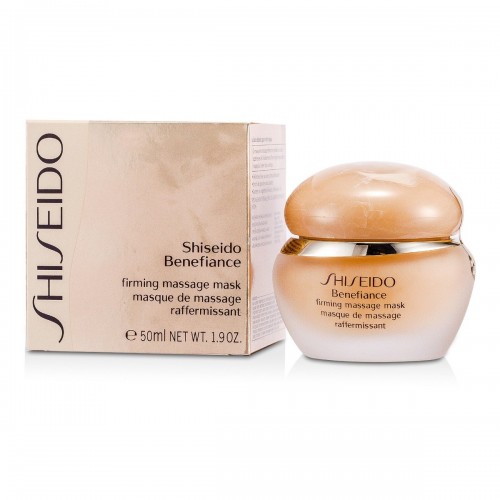 SHISEIDO
Shiseido
Benefiance
firming massage mask
masque de massage
raffermissant
e 50ml NET WT. 1.9 OZ.
SHISEIDO
Benefiance
firming massage mask
masque de massage
raffermissant